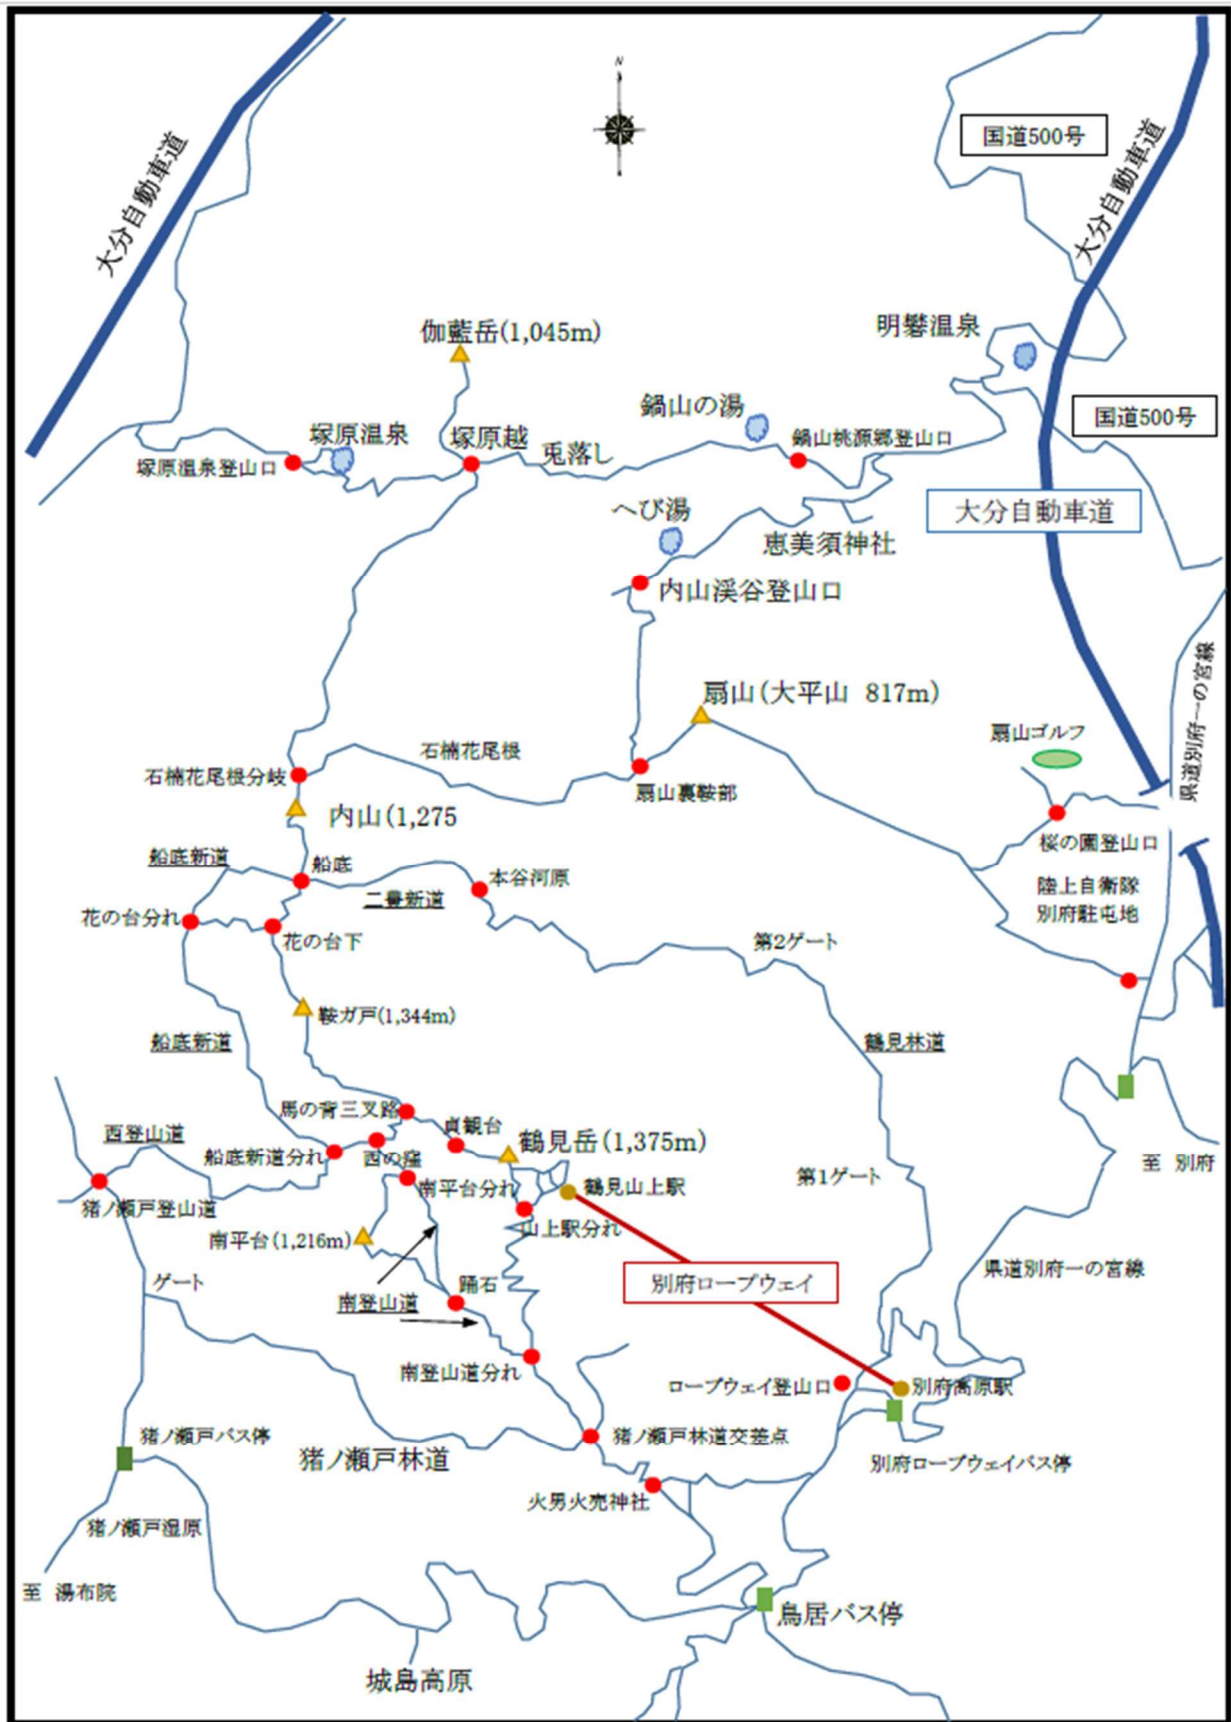 N
大分自動車道
国道500号
大分自動車道
伽藍岳(1,045m)
明礬温泉
国道500号
鍋山の湯
塚原温泉
塚原越
兎落し
鍋山桃源郷登山口
塚原温泉登山口
へび湯
大分自動車道
恵美須神社
内山渓谷登山口
県道別府一の宮線
扇山(大平山 817m)
扇山ゴルフ
石楠花尾根
石楠花尾根分岐
扇山裏鞍部
内山(1,275
桜の園登山口
船底新道
船底
本谷河原
二豊新道
陸上自衛隊
別府駐屯地
花の台分れ
花の台下
第2ゲート
鞍ガ戸(1,344m)
船底新道
鶴見林道
馬の背三叉路
貞観台
西登山道
鶴見岳(1,375m)
船底新道分れ
西の窪
至 別府
第1ゲート
南平台分れ
鶴見山上駅
猪ノ瀬戸登山道
山上駅分れ
南平台(1,216m)
県道別府一の宮線
ゲート
踊石
別府ロープウェイ
南登山道
南登山道分れ
ロープウェイ登山口
別府高原駅
猪ノ瀬戸バス停
猪ノ瀬戸林道交差点
猪ノ瀬戸林道
別府ロープウェイバス停
火男火売神社
猪ノ瀬戸湿原
至 湯布院
鳥居バス停
城島高原